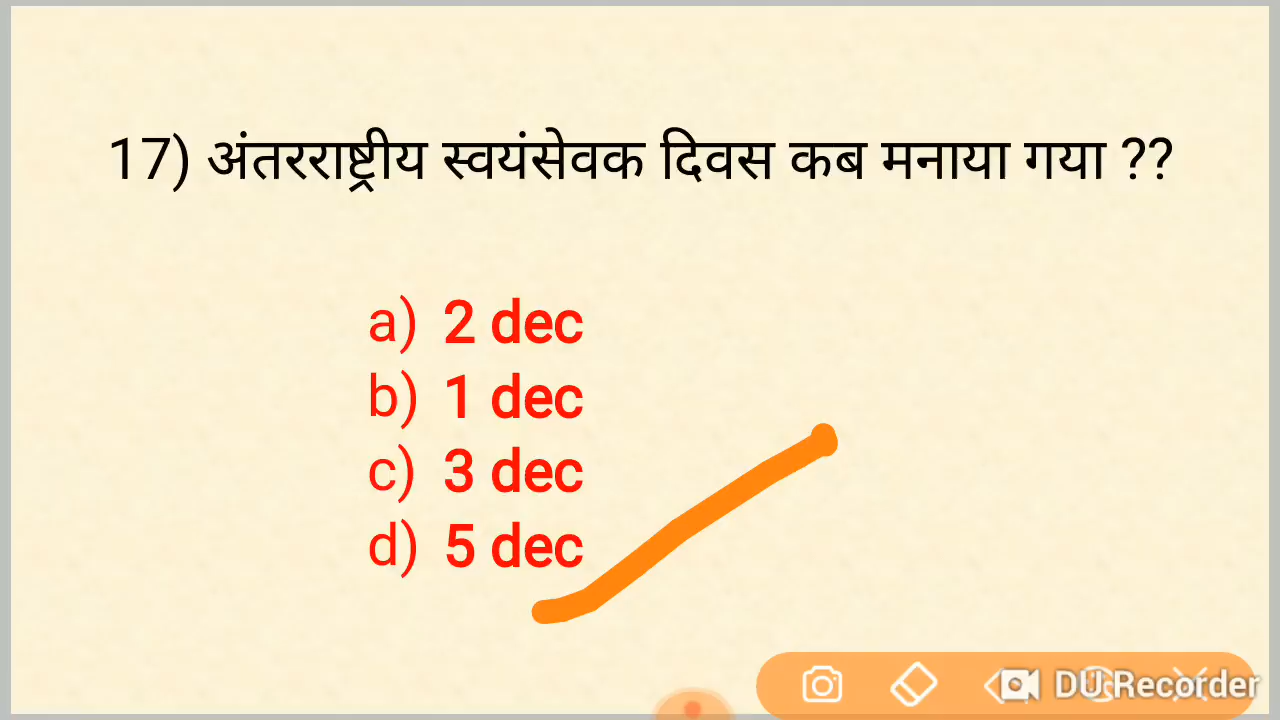 17) अंतरराष्ट्रीय स्वयंसेवक दिवस कब मनाया गया ??
a) 2 dec
b) 1 dec
c) 3 dec
d) 5 dec
DU Recorder